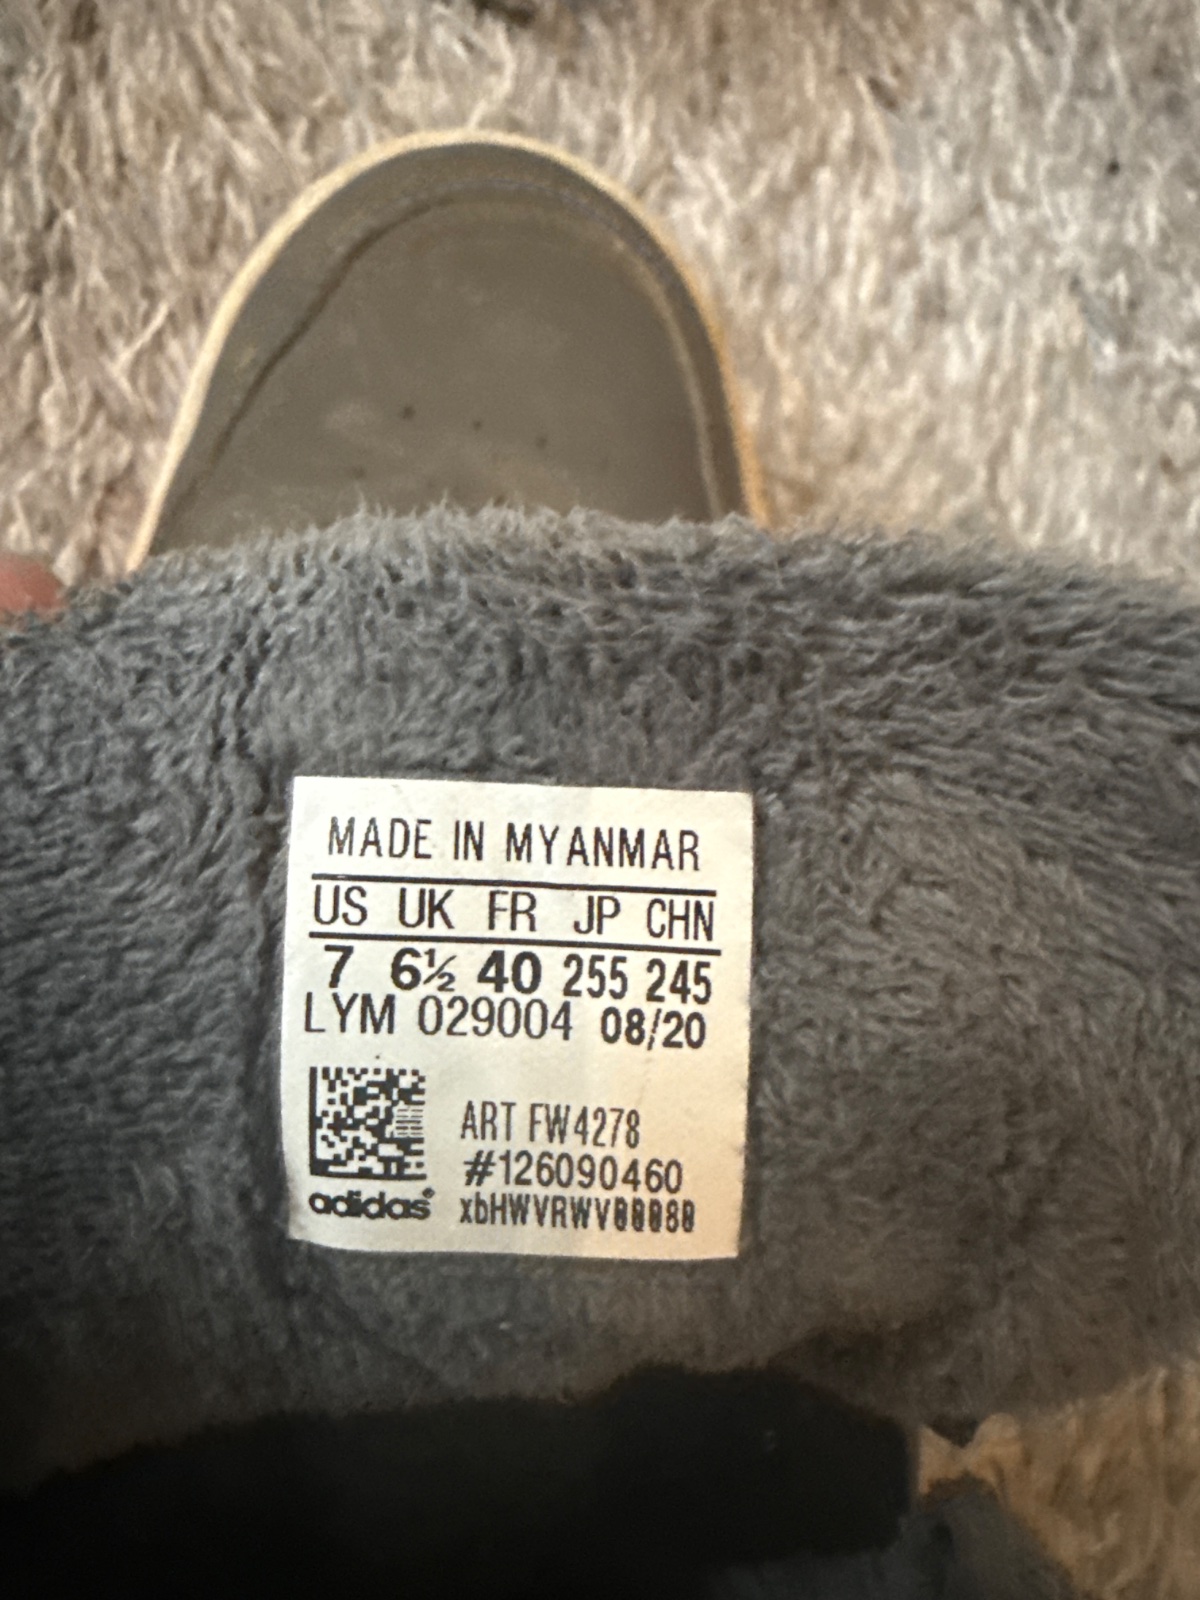 MADE IN MYANMAR
US UK FR JP CHN
7 6½ 40 255 245
LYM 029004 08/20
ART FW4278
#126090460
adidas®